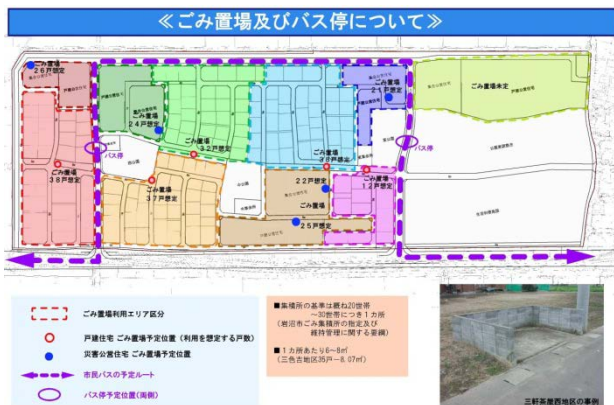 ≪ごみ置場及びバス停について≫
ごみ置場
26戸想定
ごみ置場
24戸想定
ごみ置場
32戸想定
ごみ置場
21戸想定
ごみ置場未定
バス停
バス停
ごみ置場
38戸想定
ごみ置場
37戸想定
ごみ置場
38戸想定
ごみ置場
12戸想定
22戸想定
ごみ置場
25戸想定
ごみ置場利用エリア区分
戸建住宅 ごみ置場予定位置（利用を想定する戸数）
災害公営住宅 ごみ置場予定位置
市民バスの予定ルート
バス停予定位置（両側）
■集積所の基準は概ね20世帯
～30世帯につき1カ所
（岩沼市ごみ集積所の指定及び
維持管理に関する要綱）
■1カ所あたり6～8㎡
（三色吉地区35戸－8.07㎡）
三軒茶屋西地区の事例